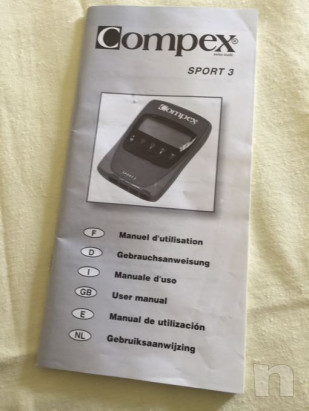 Compex®
SPORT 3
Compex
F Manuel d'utilisation
D Gebrauchsanweisung
I Manuale d'uso
GB User manual
E Manual de utilización
NL Gebruiksaanwijzing
n